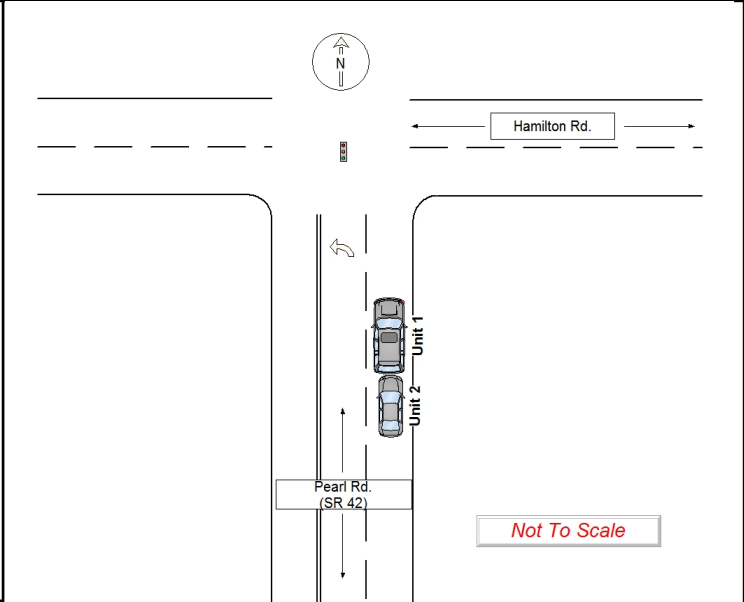 N
Hamilton Rd.
Unit 1
Unit 2
Pearl Rd.
(SR 42)
Not To Scale